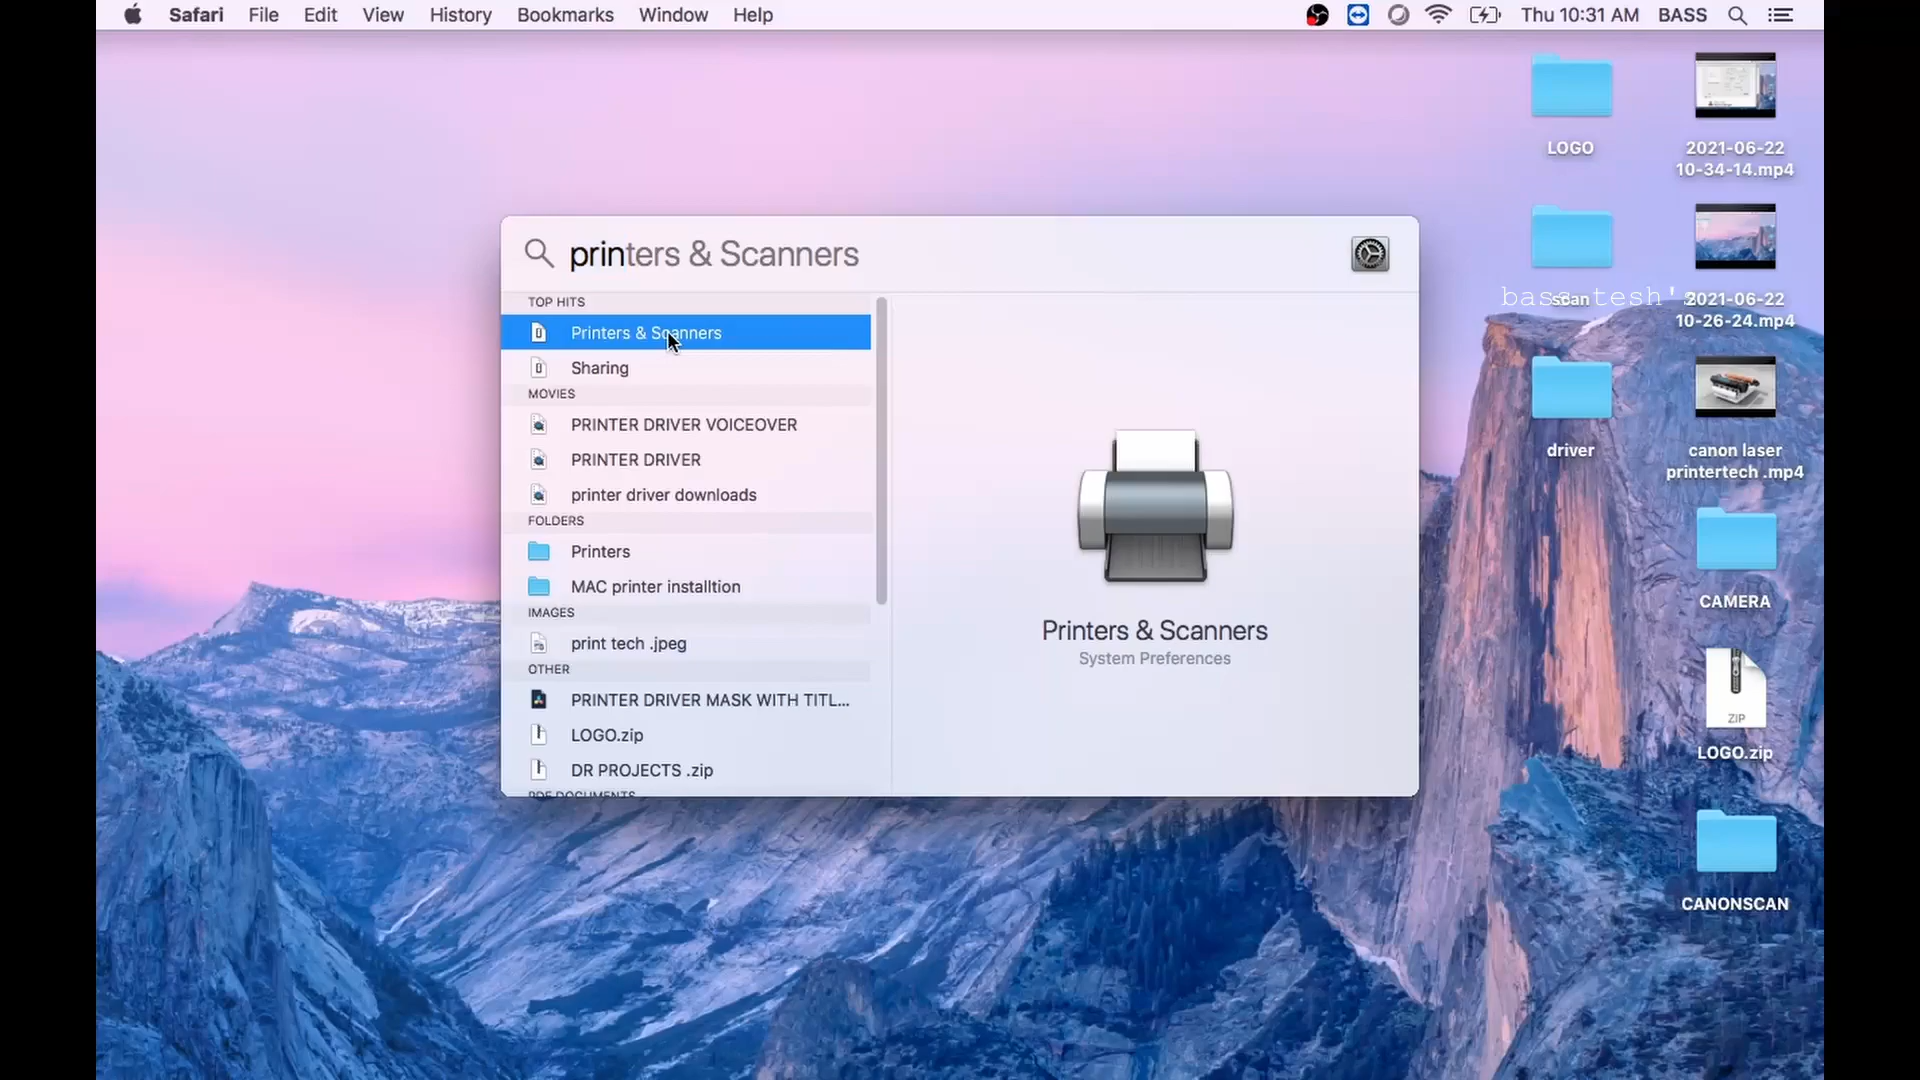 Safari File Edit View History Bookmarks Window Help Thu 10:31 AM BASS
printers & Scanners
TOP HITS
Printers & Scanners
Sharing
MOVIES
PRINTER DRIVER VOICEOVER
PRINTER DRIVER
printer driver downloads
FOLDERS
Printers
MAC printer installtion
IMAGES
print tech .jpeg
OTHER
PRINTER DRIVER MASK WITH TITL...
LOGO.zip
DR PROJECTS .zip
PDF DOCUMENTS
Printers & Scanners
System Preferences
LOGO
2021-06-22
10-34-14.mp4
scan
bass tesh's
2021-06-22
10-26-24.mp4
driver
canon laser
printertech .mp4
CAMERA
ZIP
LOGO.zip
CANONSCAN